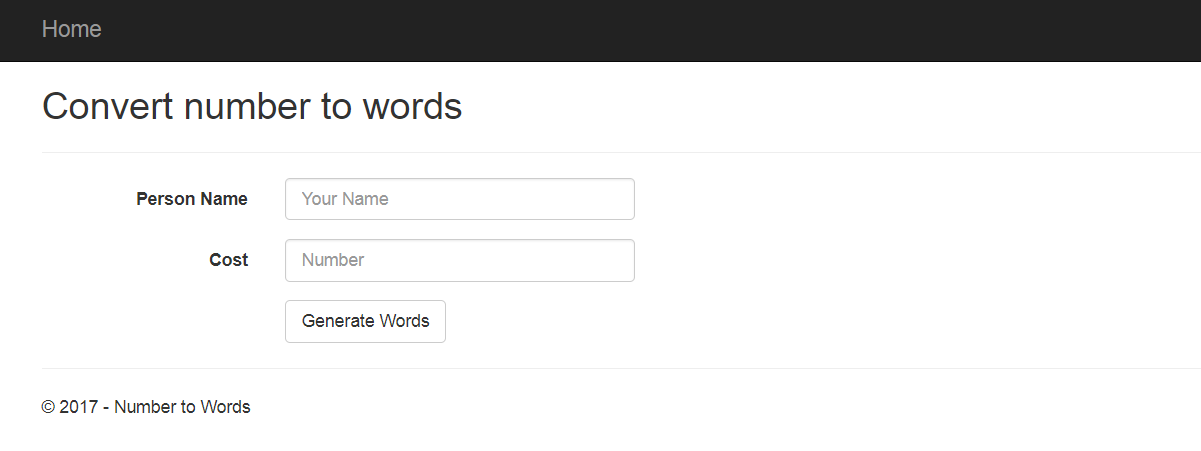 Home
Convert number to words
Person Name Your Name
Cost Number
Generate Words
© 2017 - Number to Words